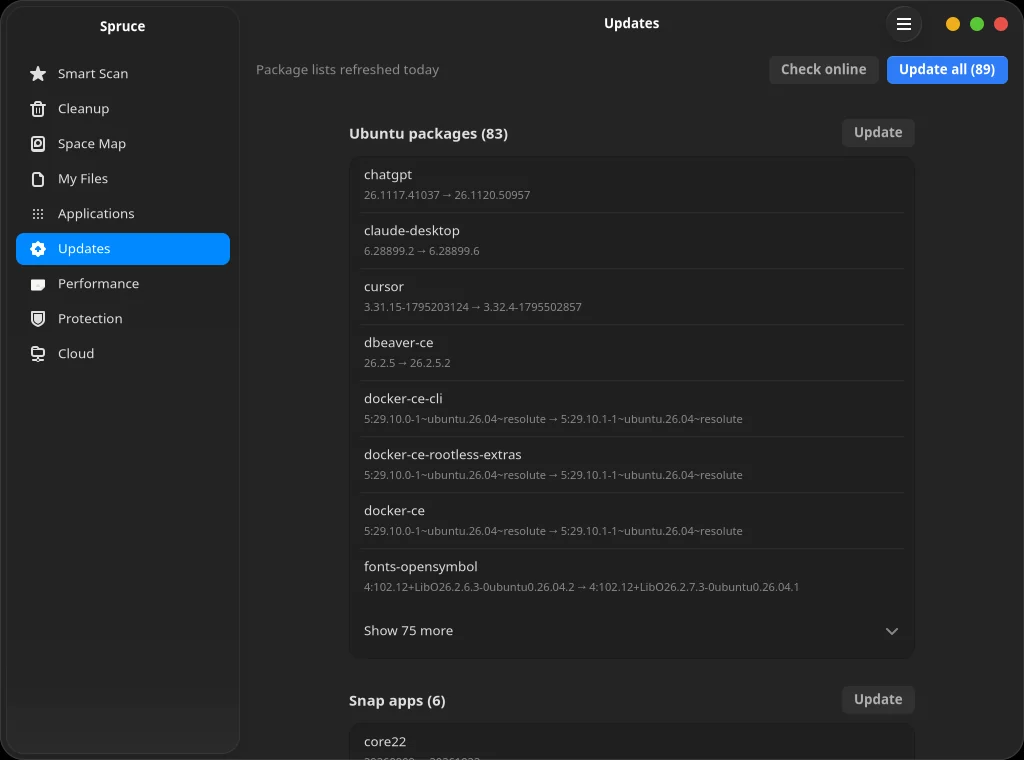 Spruce
Smart Scan
Cleanup
Space Map
My Files
Applications
Updates
Performance
Protection
Cloud
Updates
Package lists refreshed today
Check online
Update all (89)
Ubuntu packages (83)
Update
chatgpt
26.1117.41037 → 26.1120.50957
claude-desktop
6.28899.2 → 6.28899.6
cursor
3.31.15-1795203124 → 3.32.4-1795502857
dbeaver-ce
26.2.5 → 26.2.5.2
docker-ce-cli
5:29.10.0-1~ubuntu.26.04~resolute → 5:29.10.1-1~ubuntu.26.04~resolute
docker-ce-rootless-extras
5:29.10.0-1~ubuntu.26.04~resolute → 5:29.10.1-1~ubuntu.26.04~resolute
docker-ce
5:29.10.0-1~ubuntu.26.04~resolute → 5:29.10.1-1~ubuntu.26.04~resolute
fonts-opensymbol
4:102.12+LibO26.2.6.3-0ubuntu0.26.04.2 → 4:102.12+LibO26.2.7.3-0ubuntu0.26.04.1
Show 75 more
Snap apps (6)
Update
core22